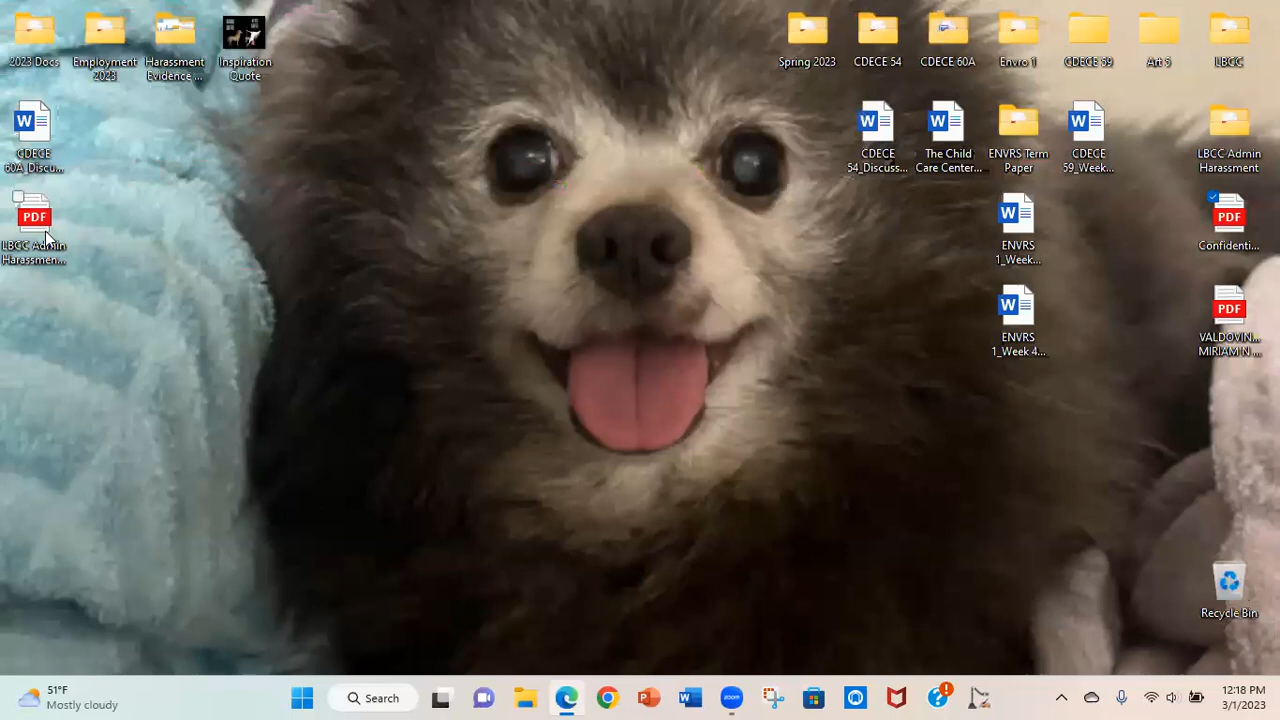 2023 Docs
Employment
2023
Harassment
Evidence ...
Inspiration
Quote
Spring 2023
CDECE 54
CDECE 60A
Enviro 1
CDECE 59
Art 5
LBCC
CDECE
60A_Discu...
CDECE
54_Discuss...
The Child
Care Center...
ENVRS Term
Paper
CDECE
59_Week...
LBCC Admin
Harassment
PDF
LBCC Admin
Harassmen...
ENVRS
1_Week...
PDF
Confidenti...
ENVRS
1_Week 4...
PDF
VALDOVIN...
MIRIAM N ...
Recycle Bin
51°F
Mostly cloudy
Search
zoom
12:18 PM
3/1/2023